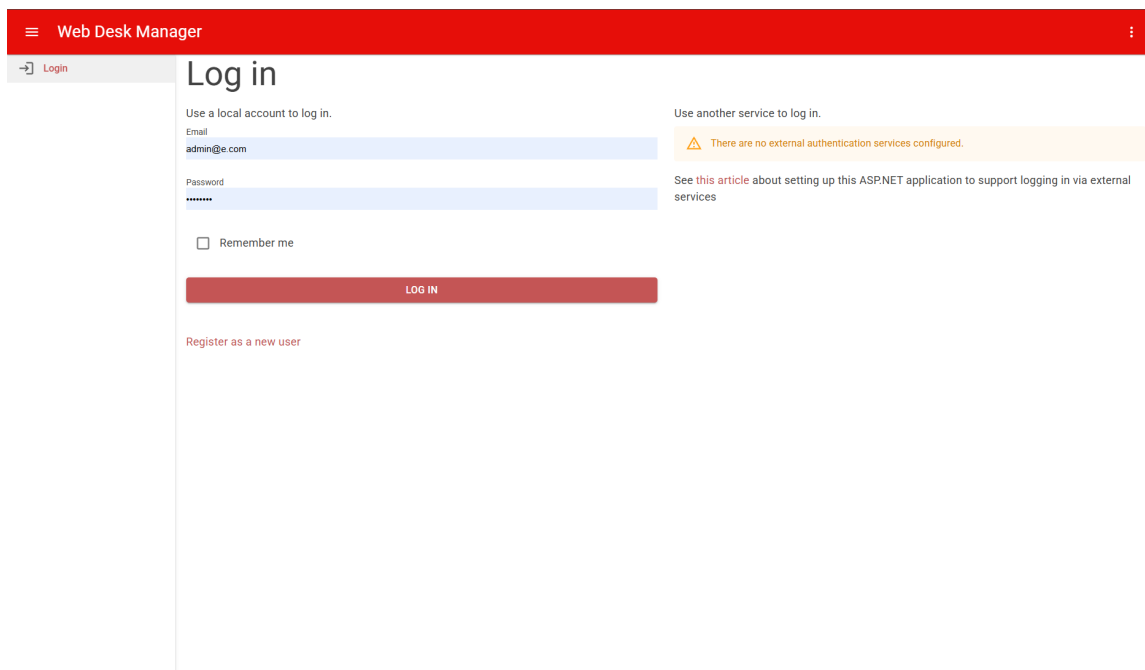 Web Desk Manager
Login
Log in
Use a local account to log in.
Email
admin@e.com
Password
••••••••
Remember me
LOG IN
Register as a new user
Use another service to log in.
There are no external authentication services configured.
See this article about setting up this ASP.NET application to support logging in via external
services